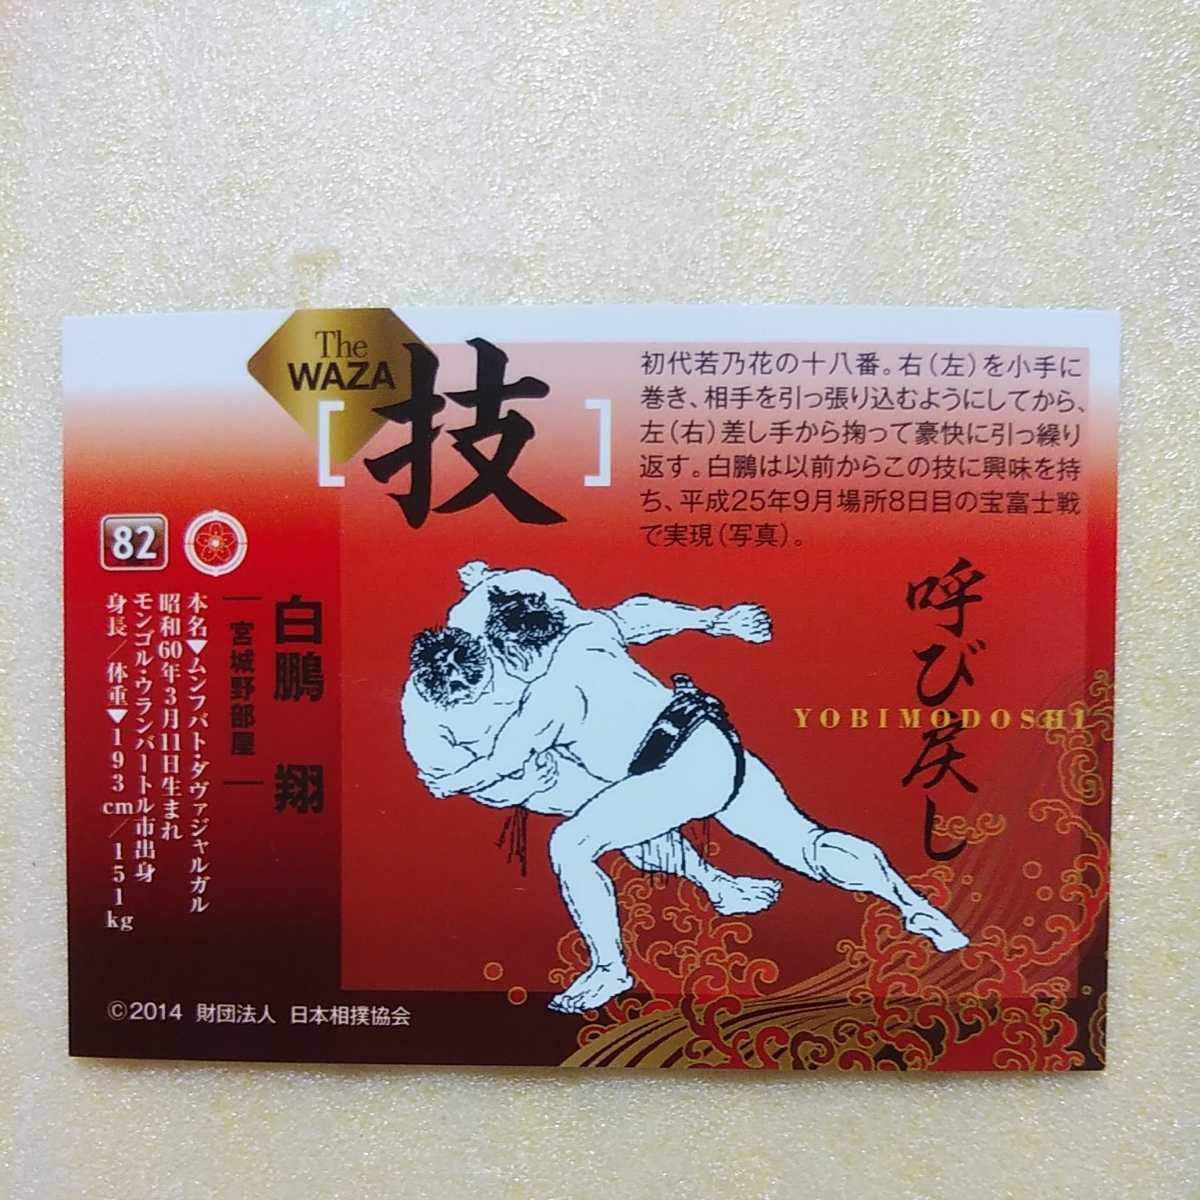 The
WAZA
[技]
初代若乃花の十八番。右(左)を小手に
巻き、相手を引っ張り込むようにしてから、
左(右)差し手から掬って豪快に引っ繰り
返す。白鵬は以前からこの技に興味を持
ち、平成25年9月場所8日目の宝富士戦
で実現(写真)。
呼び戻し
YOBIMODOSHI
82
白鵬 翔
宮城野部屋
本名▼ムンフバト・ダヴァジャルガル
昭和60年3月11日生まれ
モンゴル・ウランバートル市出身
身長/体重▼193cm/151kg
©2014 財団法人 日本相撲協会